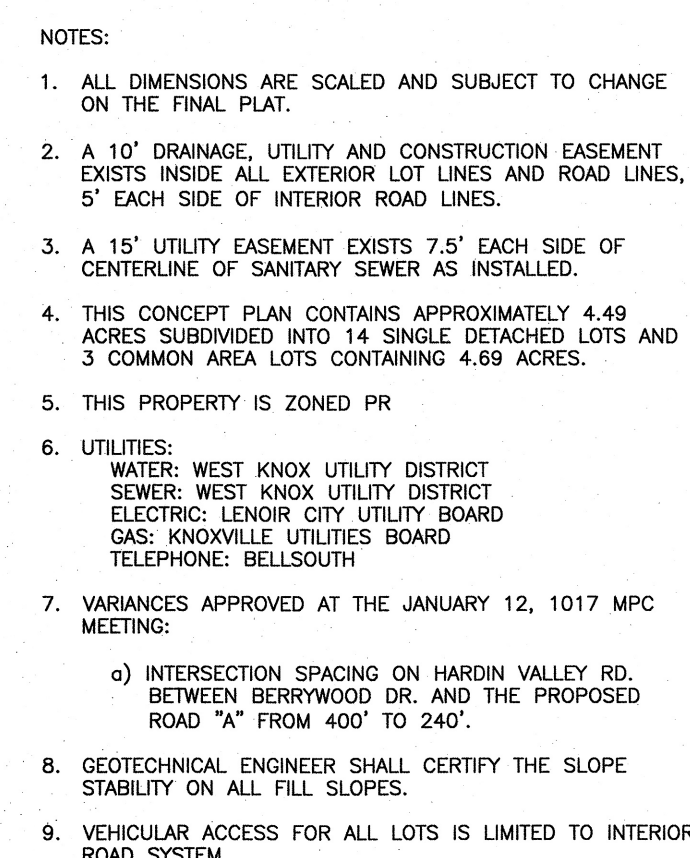 NOTES:
1. ALL DIMENSIONS ARE SCALED AND SUBJECT TO CHANGE
ON THE FINAL PLAT.
2. A 10' DRAINAGE, UTILITY AND CONSTRUCTION EASEMENT
EXISTS INSIDE ALL EXTERIOR LOT LINES AND ROAD LINES,
5' EACH SIDE OF INTERIOR ROAD LINES.
3. A 15' UTILITY EASEMENT EXISTS 7.5' EACH SIDE OF
CENTERLINE OF SANITARY SEWER AS INSTALLED.
4. THIS CONCEPT PLAN CONTAINS APPROXIMATELY 4.49
ACRES SUBDIVIDED INTO 14 SINGLE DETACHED LOTS AND
3 COMMON AREA LOTS CONTAINING 4.69 ACRES.
5. THIS PROPERTY IS ZONED PR
6. UTILITIES:
WATER: WEST KNOX UTILITY DISTRICT
SEWER: WEST KNOX UTILITY DISTRICT
ELECTRIC: LENOIR CITY UTILITY BOARD
GAS: KNOXVILLE UTILITIES BOARD
TELEPHONE: BELLSOUTH
7. VARIANCES APPROVED AT THE JANUARY 12, 1017 MPC
MEETING:
a) INTERSECTION SPACING ON HARDIN VALLEY RD.
BETWEEN BERRYWOOD DR. AND THE PROPOSED
ROAD "A" FROM 400' TO 240'.
8. GEOTECHNICAL ENGINEER SHALL CERTIFY THE SLOPE
STABILITY ON ALL FILL SLOPES.
9. VEHICULAR ACCESS FOR ALL LOTS IS LIMITED TO INTERIOR
ROAD SYSTEM